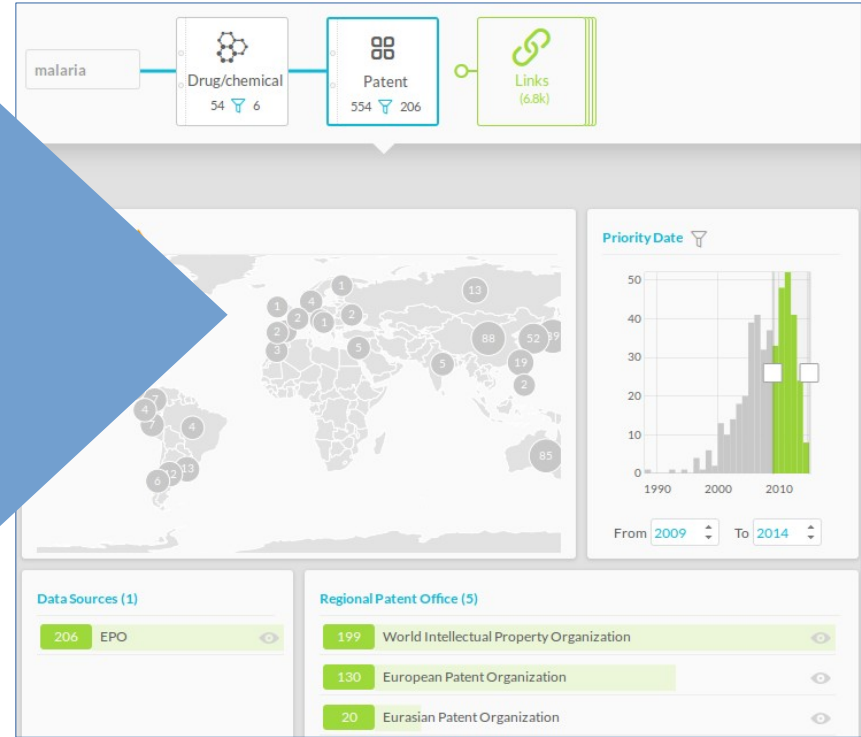 malaria
Drug/chemical
54 6
Patent
554 206
Links
(6.8k)
Priority Date
50
40
30
20
10
0
1990 2000 2010
From 2009 To 2014
1
4
1
2
1
2
2
3
5
13
88
52
19
2
5
85
7
4
7
4
13
12
6
Data Sources (1)
206 EPO
Regional Patent Office (5)
199 World Intellectual Property Organization
130 European Patent Organization
20 Eurasian Patent Organization